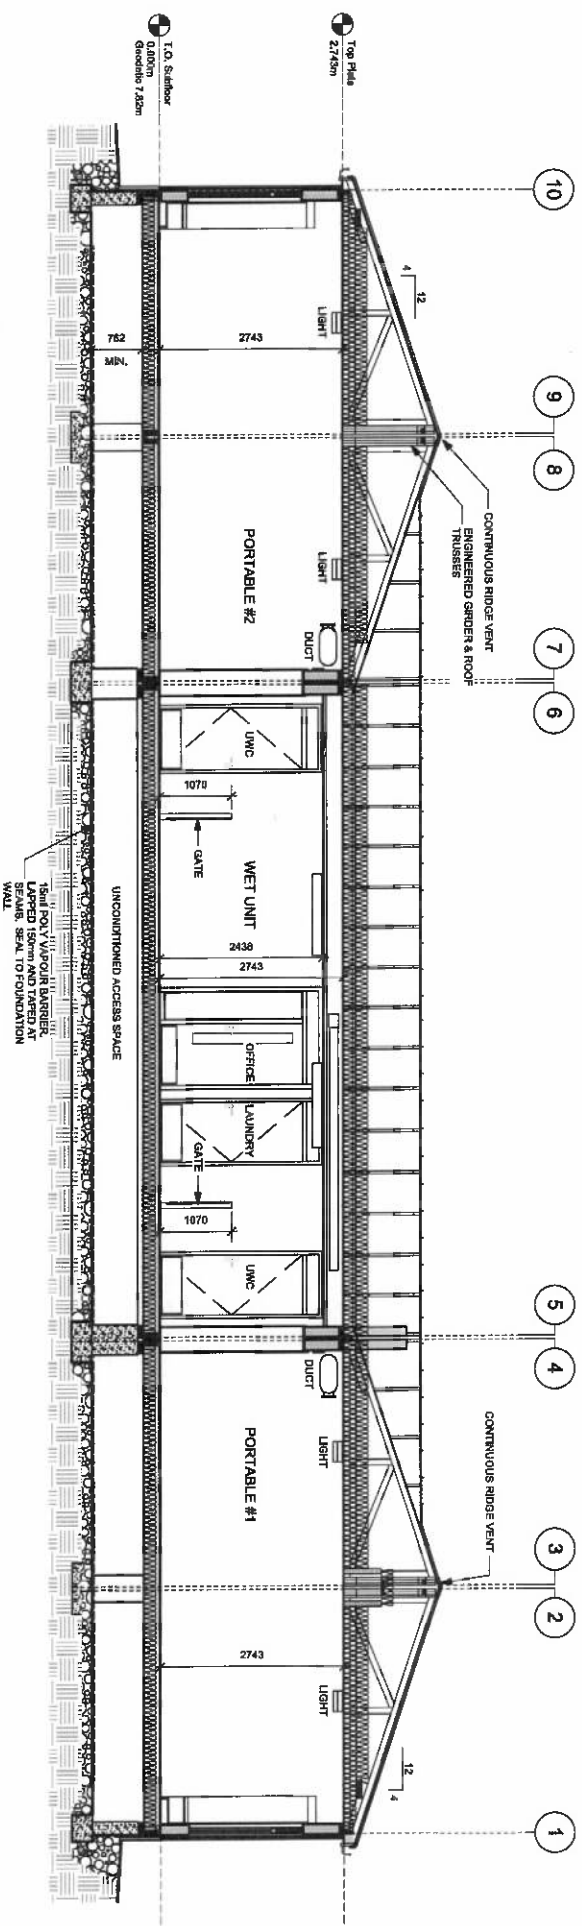 10
9
8
7
6
5
4
3
2
1
CONTINUOUS RIDGE VENT
ENGINEERED GIRDER & ROOF
TRUSSES
CONTINUOUS RIDGE VENT
12
4
12
4
Top Plate
2.743m
T.O. Subfloor
0.000m
Geodetic 7.82m
LIGHT
2743
762
MIN.
LIGHT
PORTABLE #2
DUCT
UWC
1070
GATE
WET UNIT
2438
2743
OFFICE
LAUNDRY
GATE
1070
UWC
DUCT
LIGHT
PORTABLE #1
2743
LIGHT
UNCONDITIONED ACCESS SPACE
15mil POLY VAPOUR BARRIER,
LAPPED 150mm AND TAPED AT
SEAMS, SEAL TO FOUNDATION
WALL